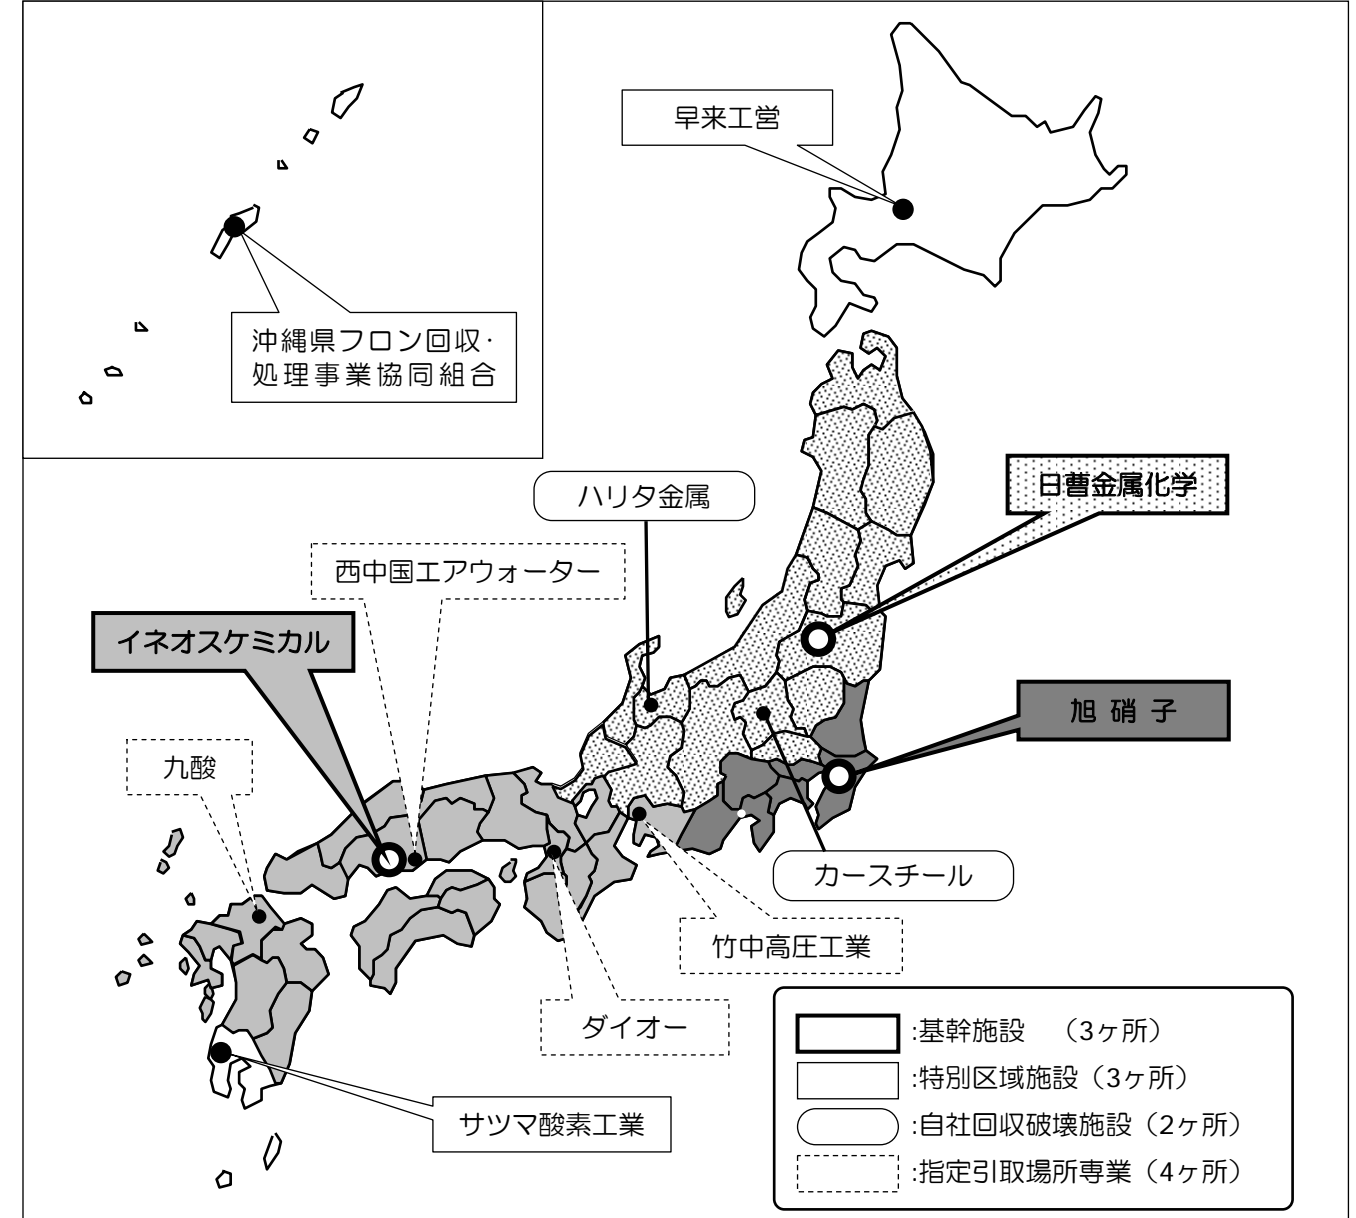 早来工営
沖縄県フロン回収・
処理事業協同組合
日曹金属化学
ハリタ金属
西中国エアウォーター
イネオスケミカル
旭硝子
九酸
カースチール
竹中高圧工業
ダイオー
サツマ酸素工業
:基幹施設　（3ヶ所）
:特別区域施設（3ヶ所）
:自社回収破壊施設（2ヶ所）
:指定引取場所専業（4ヶ所）